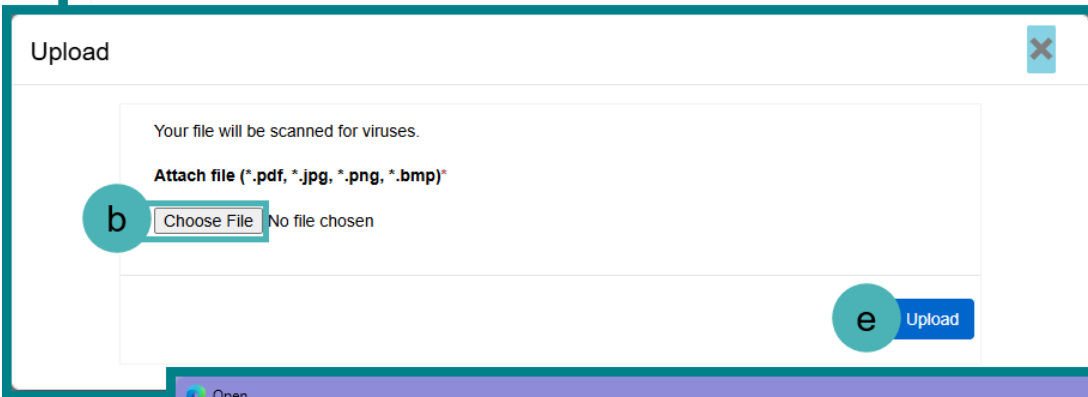 Upload
Your file will be scanned for viruses.
Attach file (*.pdf, *.jpg, *.png, *.bmp)*
b Choose File No file chosen
e Upload
Open